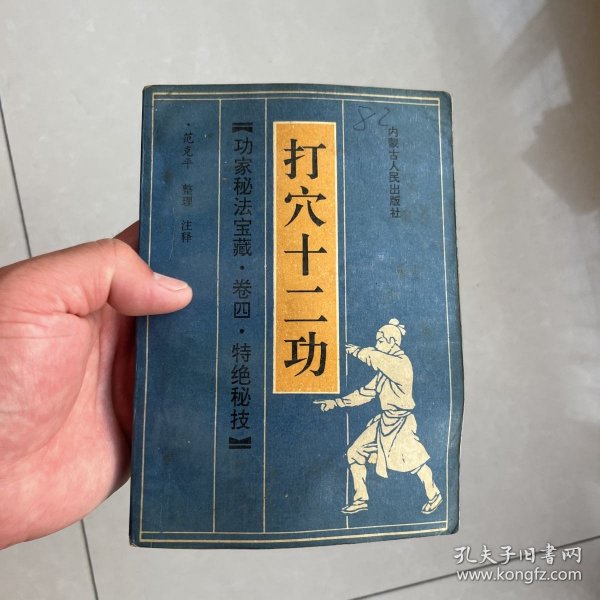 82
内蒙古人民出版社
打穴十二功
【功家秘法宝藏·卷四·特绝秘技】
·范克平 整理 注释
孔夫子旧書网
www.kongfz.com